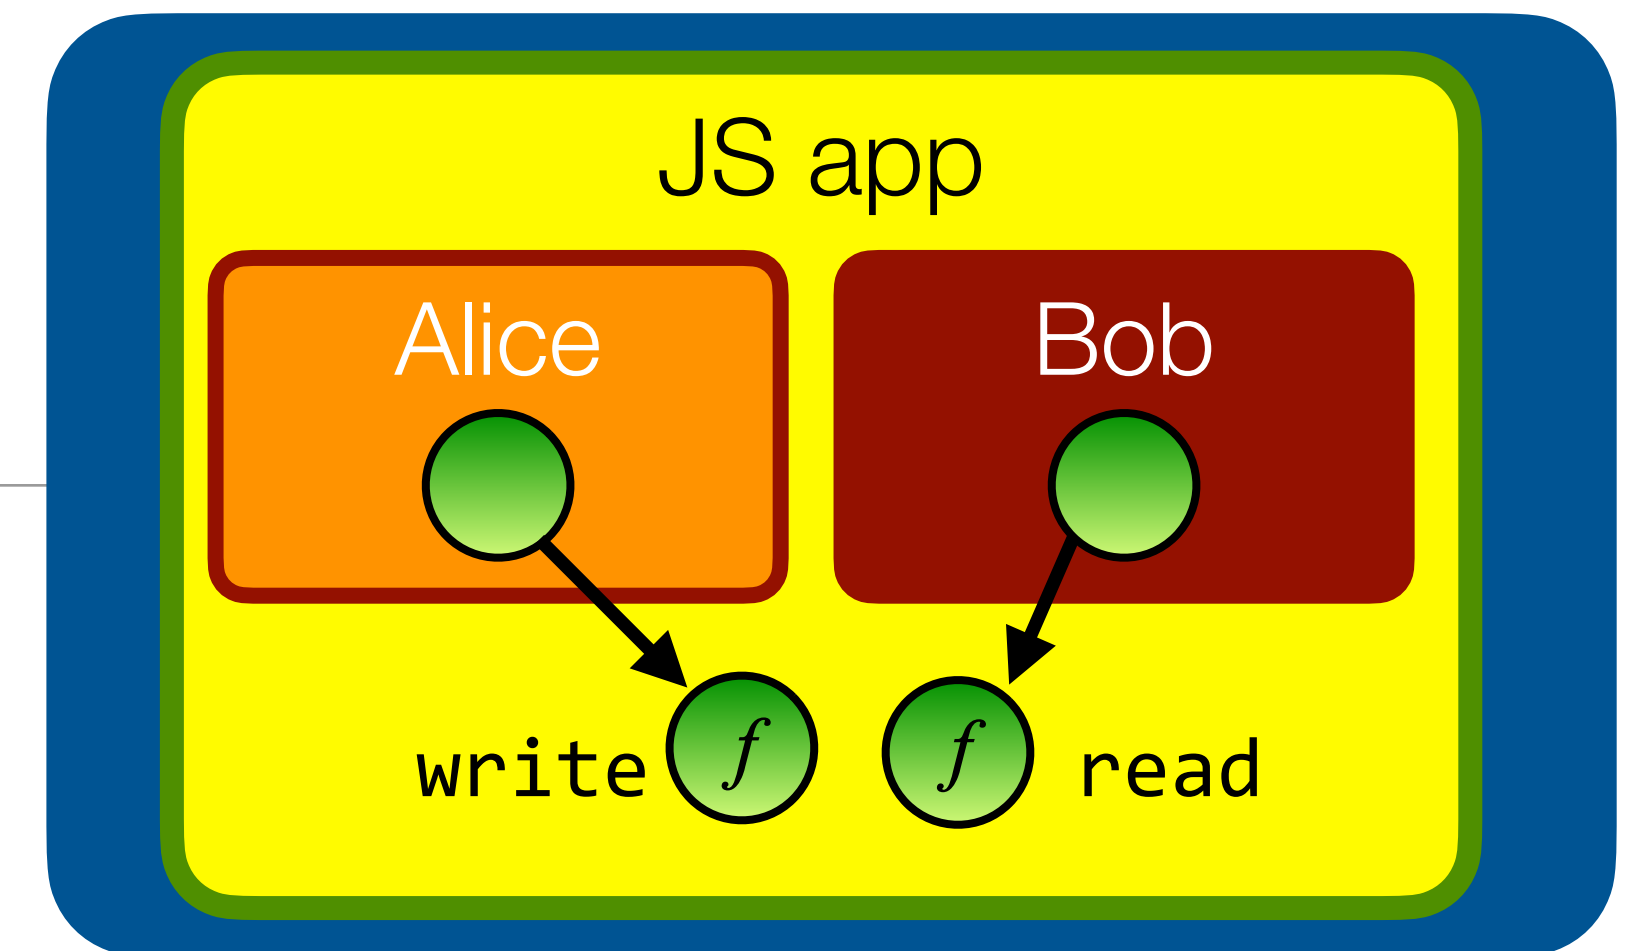 JS app
Alice
Bob
write
f
f
read